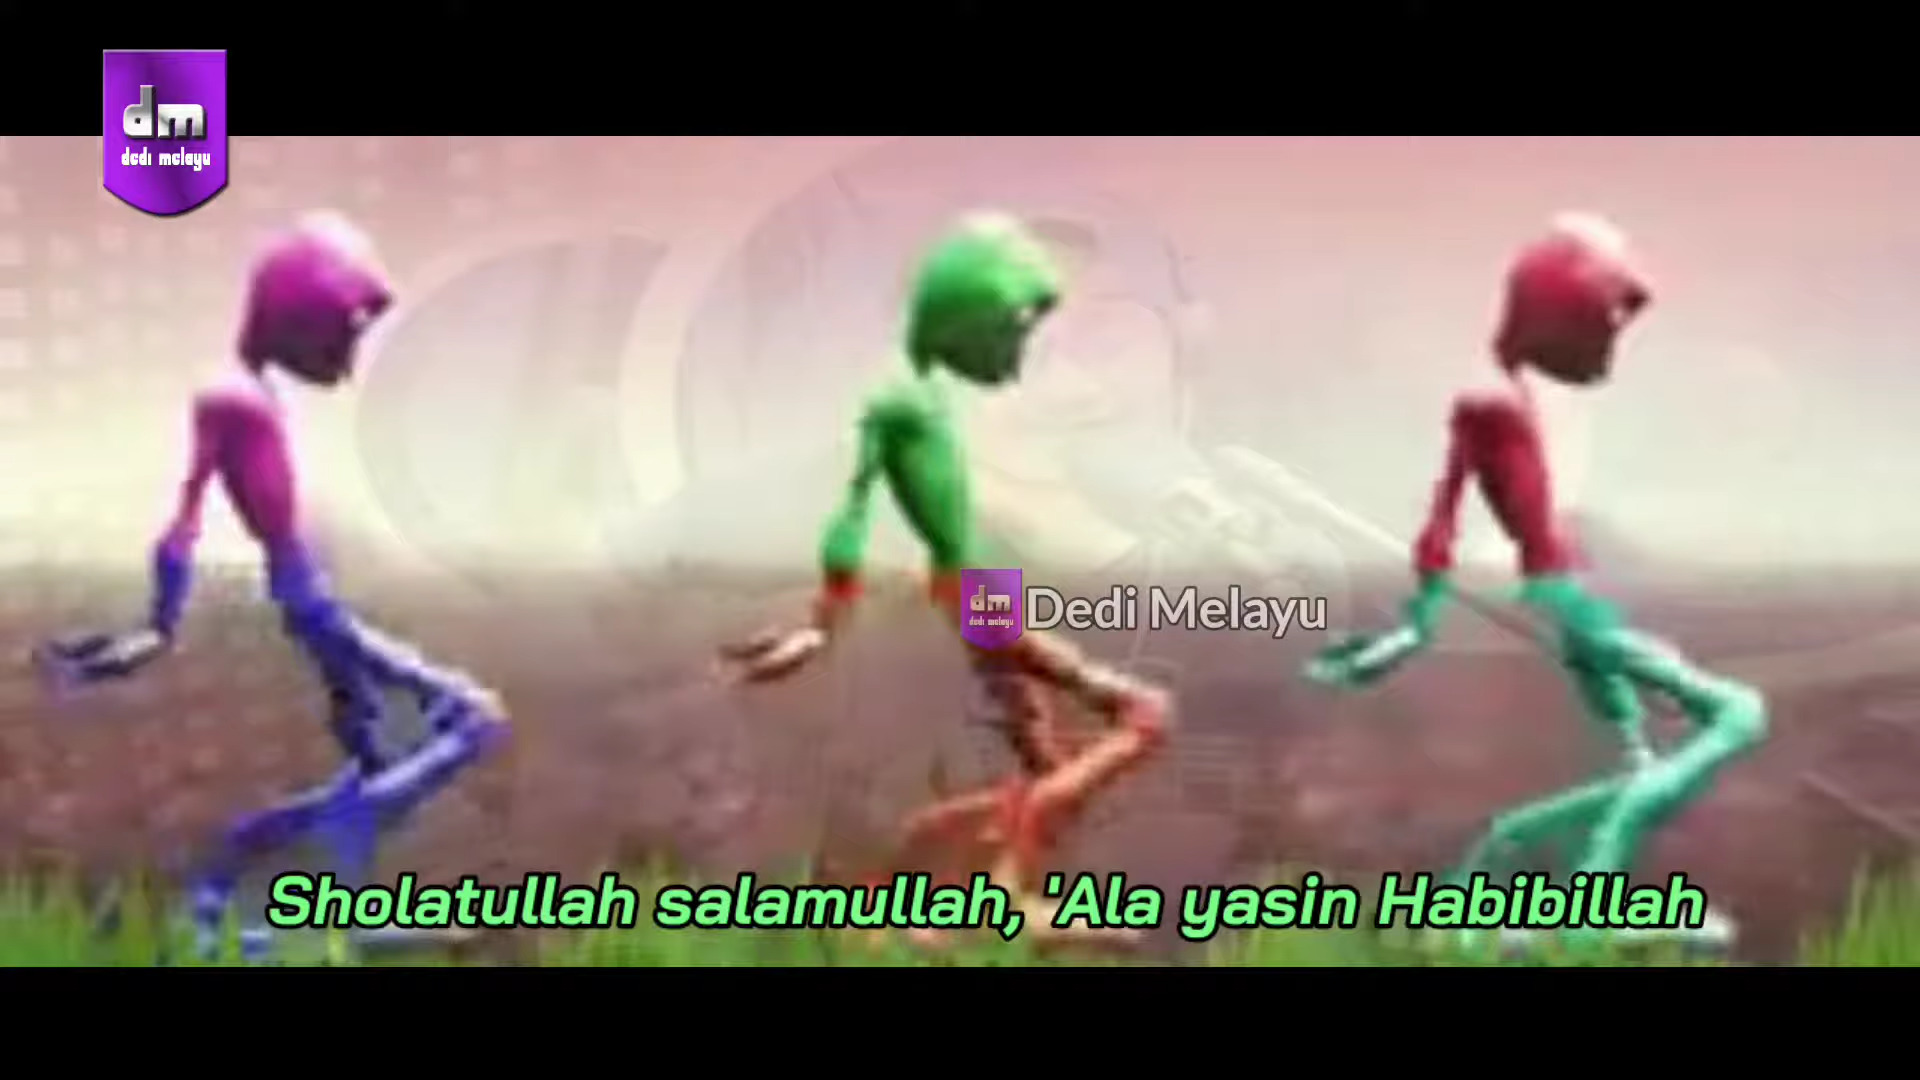 dm
dedi melayu
dm
dedi melayu
Dedi Melayu
Sholatullah salamullah, 'Ala yasin Habibillah